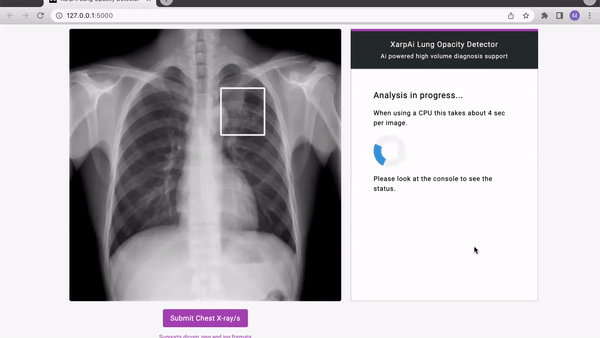 XarpAi Lung Opacity Detector
127.0.0.1:5000
M
XarpAi Lung Opacity Detector
Ai powered high volume diagnosis support
Analysis in progress...
When using a CPU this takes about 4 sec
per image.
Please look at the console to see the
status.
Submit Chest X-ray/s
Supports dicom, png and jpg formats